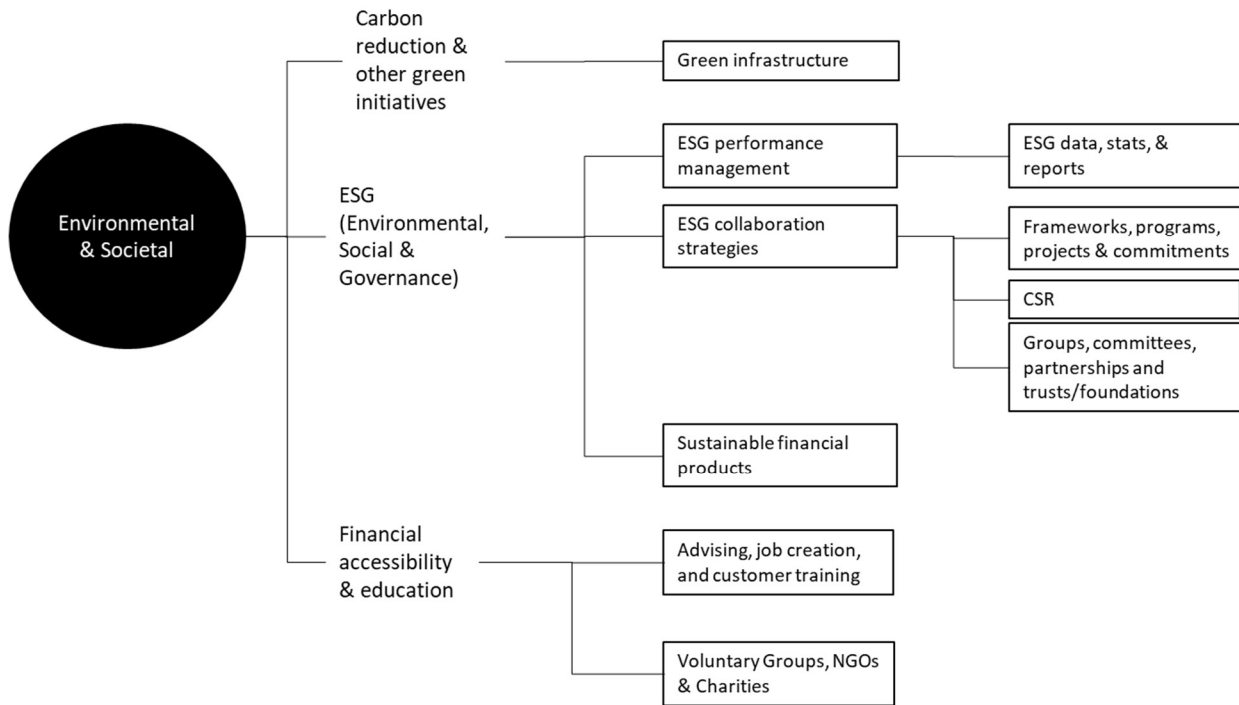 Carbon
reduction &
other green
initiatives
Green infrastructure
Environmental
& Societal
ESG
(Environmental,
Social &
Governance)
ESG performance
management
ESG data, stats, &
reports
ESG collaboration
strategies
Frameworks, programs,
projects & commitments
CSR
Groups, committees,
partnerships and
trusts/foundations
Sustainable financial
products
Financial
accessibility
& education
Advising, job creation,
and customer training
Voluntary Groups, NGOs
& Charities